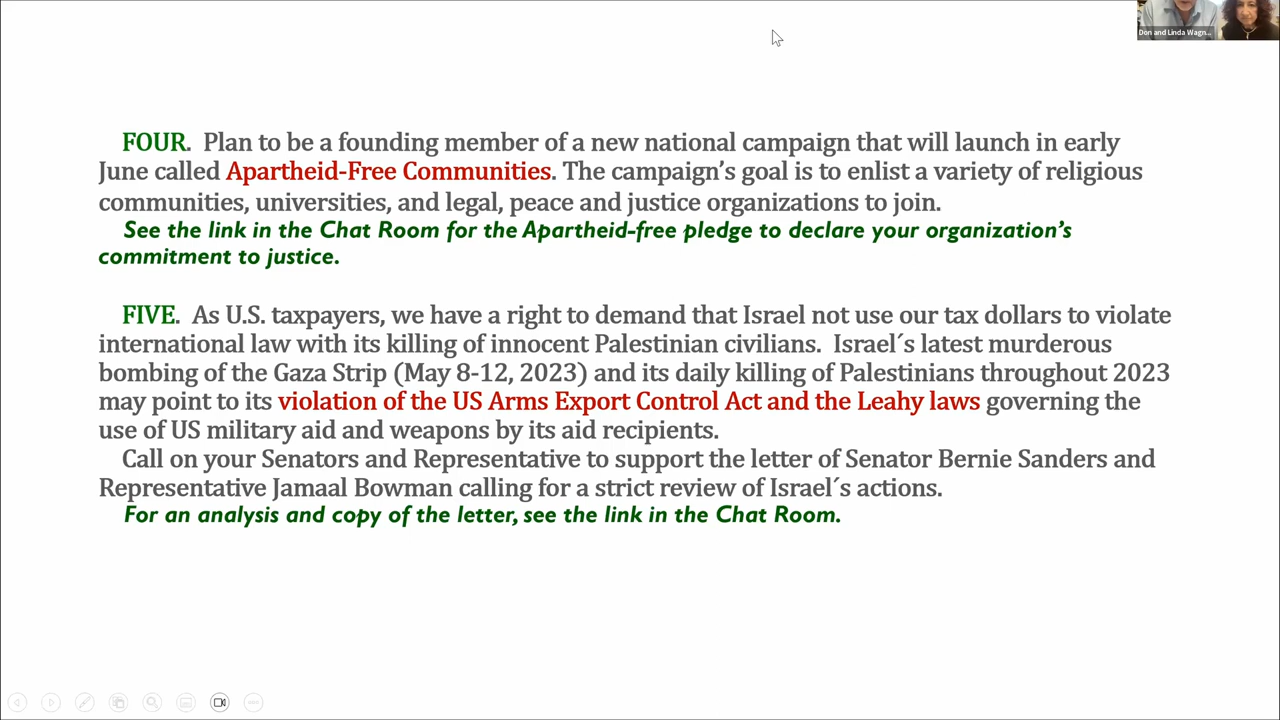 Don and Linda Wagn...
FOUR. Plan to be a founding member of a new national campaign that will launch in early
June called Apartheid-Free Communities. The campaign’s goal is to enlist a variety of religious
communities, universities, and legal, peace and justice organizations to join.
See the link in the Chat Room for the Apartheid-free pledge to declare your organization’s
commitment to justice.
FIVE. As U.S. taxpayers, we have a right to demand that Israel not use our tax dollars to violate
international law with its killing of innocent Palestinian civilians. Israel´s latest murderous
bombing of the Gaza Strip (May 8-12, 2023) and its daily killing of Palestinians throughout 2023
may point to its violation of the US Arms Export Control Act and the Leahy laws governing the
use of US military aid and weapons by its aid recipients.
Call on your Senators and Representative to support the letter of Senator Bernie Sanders and
Representative Jamaal Bowman calling for a strict review of Israel´s actions.
For an analysis and copy of the letter, see the link in the Chat Room.